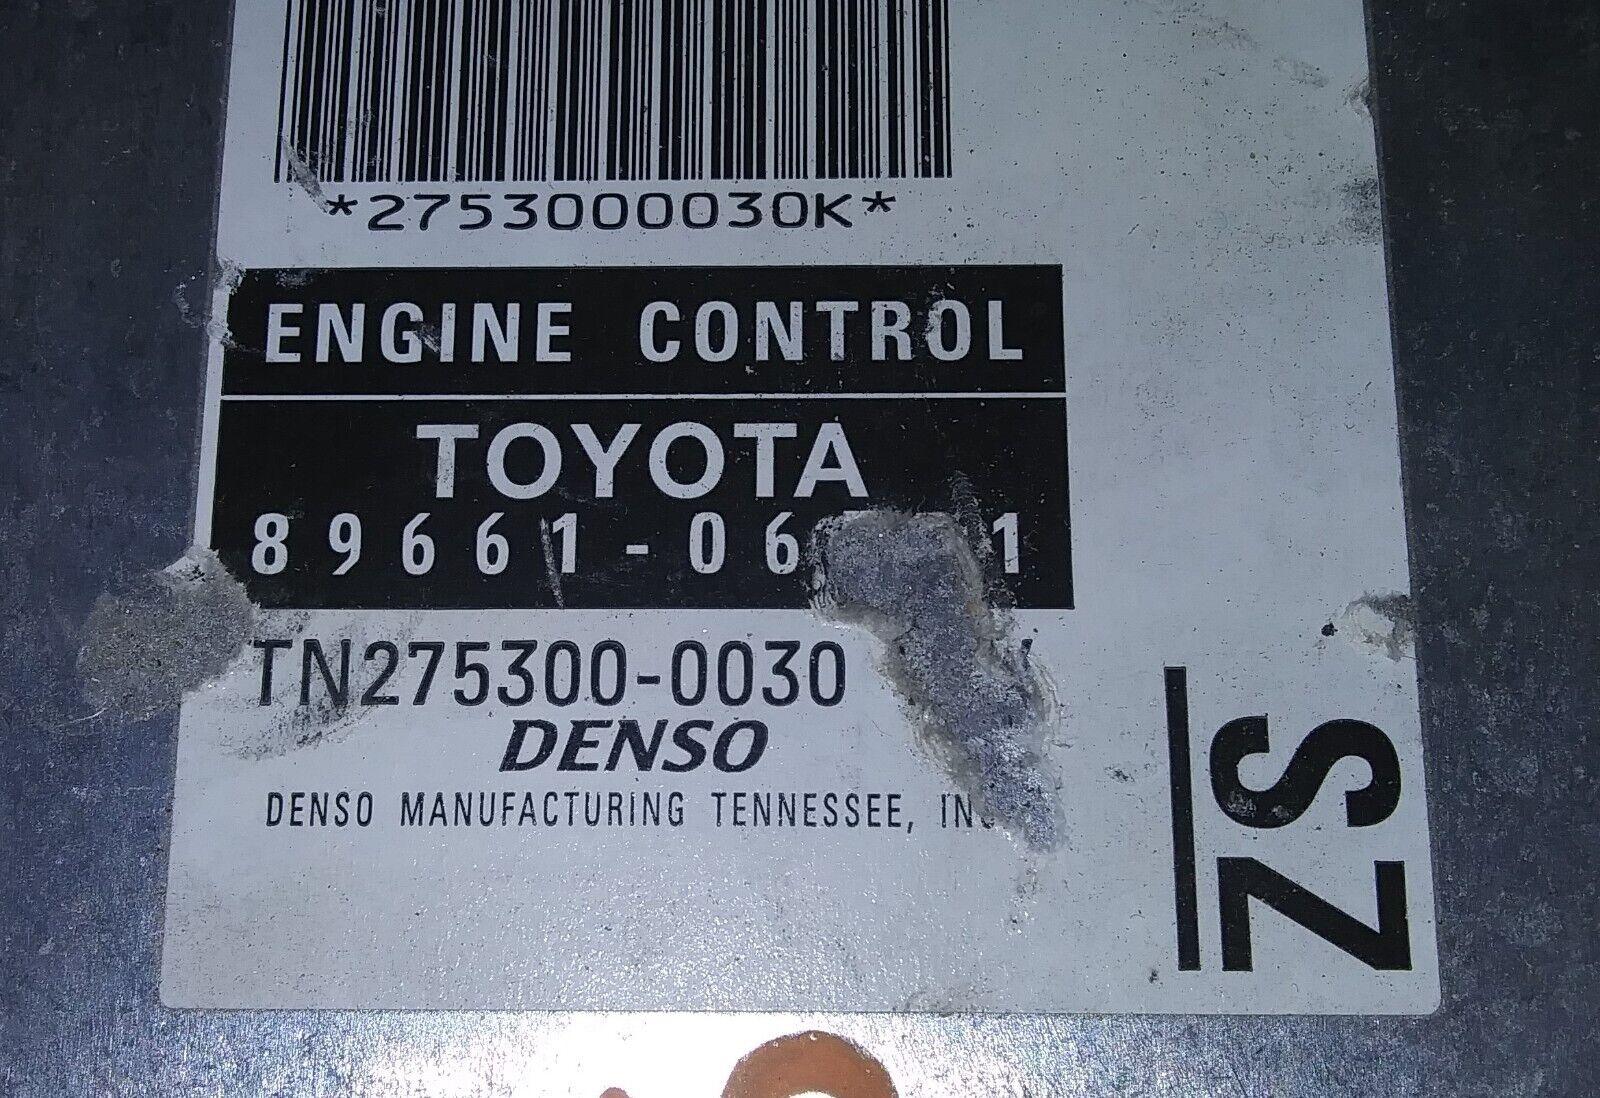 *2753000030K*
ENGINE CONTROL
TOYOTA
TN275300-0030
DENSO
DENSO MANUFACTURING TENNESSEE,
SZ